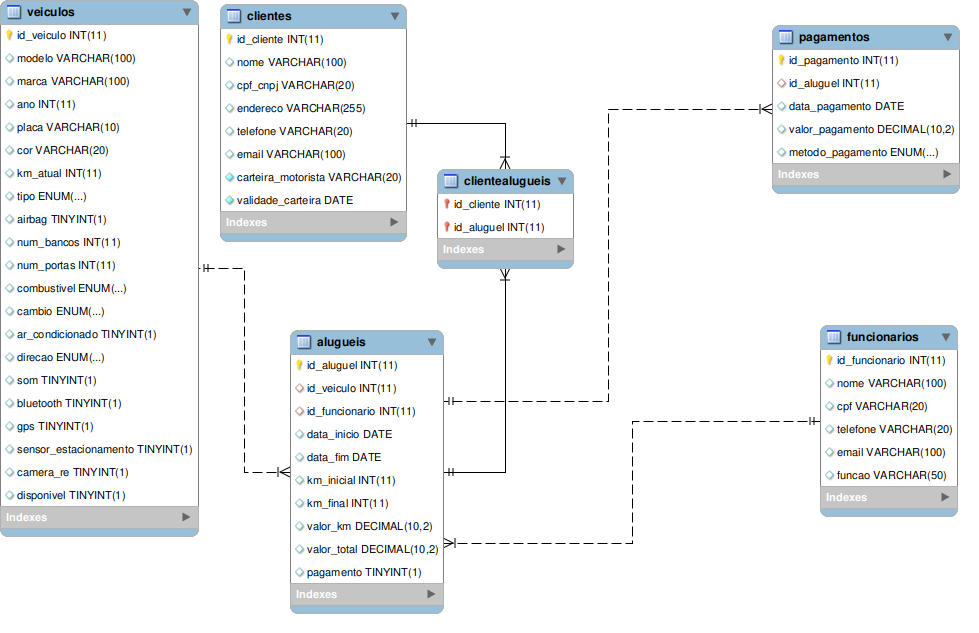 veiculos
id_veiculo INT(11)
modelo VARCHAR(100)
marca VARCHAR(100)
ano INT(11)
placa VARCHAR(10)
cor VARCHAR(20)
km_atual INT(11)
tipo ENUM(...)
airbag TINYINT(1)
num_bancos INT(11)
num_portas INT(11)
combustivel ENUM(...)
cambio ENUM(...)
ar_condicionado TINYINT(1)
direcao ENUM(...)
som TINYINT(1)
bluetooth TINYINT(1)
gps TINYINT(1)
sensor_estacionamento TINYINT(1)
camera_re TINYINT(1)
disponivel TINYINT(1)
Indexes
clientes
id_cliente INT(11)
nome VARCHAR(100)
cpf_cnpj VARCHAR(20)
endereco VARCHAR(255)
telefone VARCHAR(20)
email VARCHAR(100)
carteira_motorista VARCHAR(20)
validade_carteira DATE
Indexes
clientealugueis
id_cliente INT(11)
id_aluguel INT(11)
Indexes
alugueis
id_aluguel INT(11)
id_veiculo INT(11)
id_funcionario INT(11)
data_inicio DATE
data_fim DATE
km_inicial INT(11)
km_final INT(11)
valor_km DECIMAL(10,2)
valor_total DECIMAL(10,2)
pagamento TINYINT(1)
Indexes
pagamentos
id_pagamento INT(11)
id_aluguel INT(11)
data_pagamento DATE
valor_pagamento DECIMAL(10,2)
metodo_pagamento ENUM(...)
Indexes
funcionarios
id_funcionario INT(11)
nome VARCHAR(100)
cpf VARCHAR(20)
telefone VARCHAR(20)
email VARCHAR(100)
funcao VARCHAR(50)
Indexes